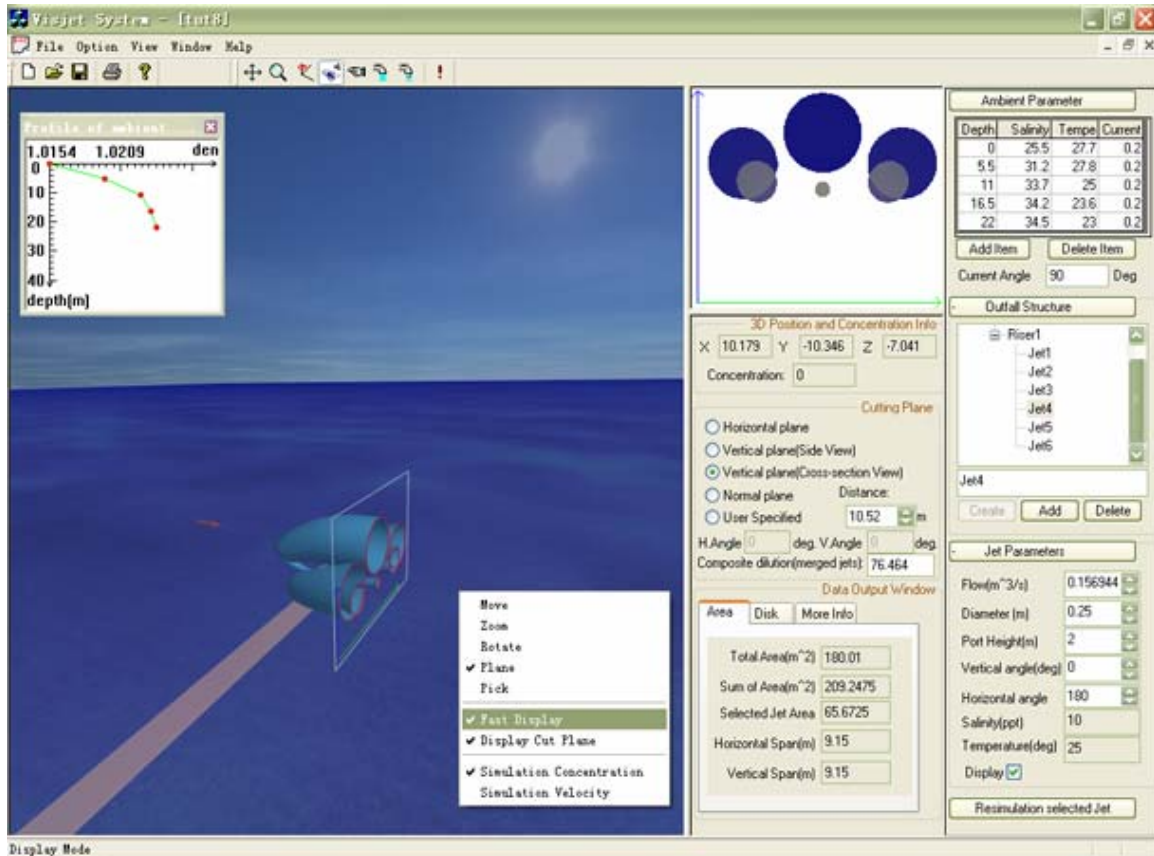 Visjet System - [tut8]
File Option View Window Help
Profile of ambient
1.0154 1.0209 den
0
10
20
30
40
depth[m]
Move
Zoom
Rotate
Plane
Pick
Fast Display
Display Cut Plane
Simulation Concentration
Simulation Velocity
3D Position and Concentration Info
X 10.179 Y -10.346 Z -7.041
Concentration: 0
Cutting Plane
Horizontal plane
Vertical plane(Side View)
Vertical plane(Cross-section View)
Normal plane Distance:
User Specified 10.52 m
H.Angle 0 deg. V.Angle 0 deg.
Composite dilution(merged jets) 76.464
Data Output Window
Area Disk More Info
Total Area(m^2) 180.01
Sum of Area(m^2) 209.2475
Selected Jet Area 65.6725
Horizontal Span(m) 9.15
Vertical Span(m) 9.15
Ambient Parameter
Depth Salinity Tempe Current
0 25.5 27.7 0.2
5.5 31.2 27.8 0.2
11 33.7 25 0.2
16.5 34.2 23.6 0.2
22 34.5 23 0.2
Add Item Delete Item
Current Angle 90 Deg
- Outfall Structure
Riser1
Jet1
Jet2
Jet3
Jet4
Jet5
Jet6
Jet4
Create Add Delete
- Jet Parameters
Flow(m^3/s) 0.156944
Diameter (m) 0.25
Port Height(m) 2
Vertical angle(deg) 0
Horizontal angle 180
Salinity(ppt) 10
Temperature(deg) 25
Display
Resimulation selected Jet
Display Mode